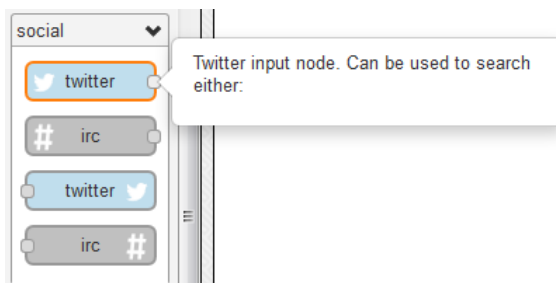 social
twitter
Twitter input node. Can be used to search
either:
# irc
twitter
irc #